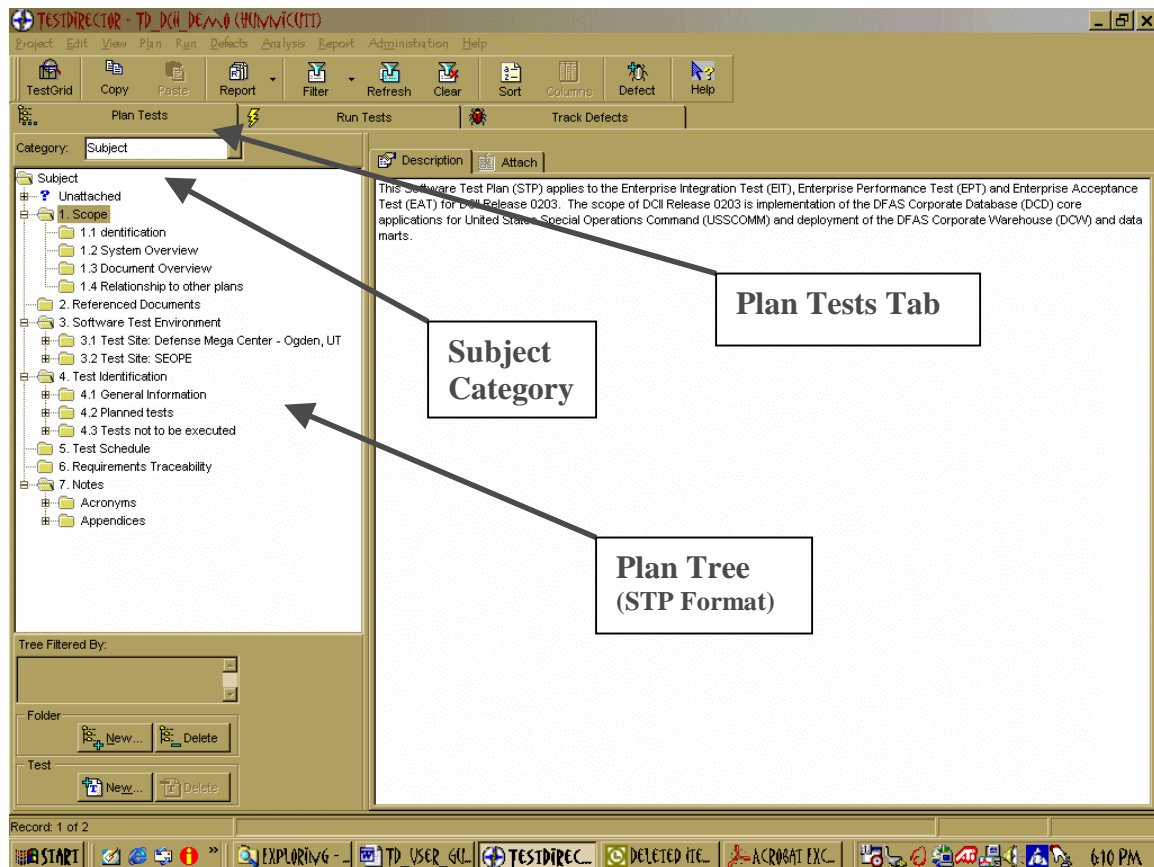 TESTDIRECTOR - TD_DCII_DEMO (HUNNICUTT)
Project Edit View Plan Run Defects Analysis Report Administration Help
TestGrid Copy Paste Report Filter Refresh Clear Sort Columns Defect Help
Plan Tests Run Tests Track Defects
Category: Subject
Description Attach
Subject
? Unattached
1. Scope
1.1 dentification
1.2 System Overview
1.3 Document Overview
1.4 Relationship to other plans
2. Referenced Documents
3. Software Test Environment
3.1 Test Site: Defense Mega Center - Ogden, UT
3.2 Test Site: SEOPE
4. Test Identification
4.1 General Information
4.2 Planned tests
4.3 Tests not to be executed
5. Test Schedule
6. Requirements Traceability
7. Notes
Acronyms
Appendices
This Software Test Plan (STP) applies to the Enterprise Integration Test (EIT), Enterprise Performance Test (EPT) and Enterprise Acceptance
Test (EAT) for DCII Release 0203. The scope of DCII Release 0203 is implementation of the DFAS Corporate Database (DCD) core
applications for United States Special Operations Command (USSCOMM) and deployment of the DFAS Corporate Warehouse (DCW) and data
marts.
Plan Tests Tab
Subject
Category
Plan Tree
(STP Format)
Tree Filtered By:
Folder
New... Delete
Test
New... Delete
Record: 1 of 2
START » EXPLORING - TD_USER_GU... TESTDIREC... DELETED ITE... ACROBAT EXC... 6:10 PM